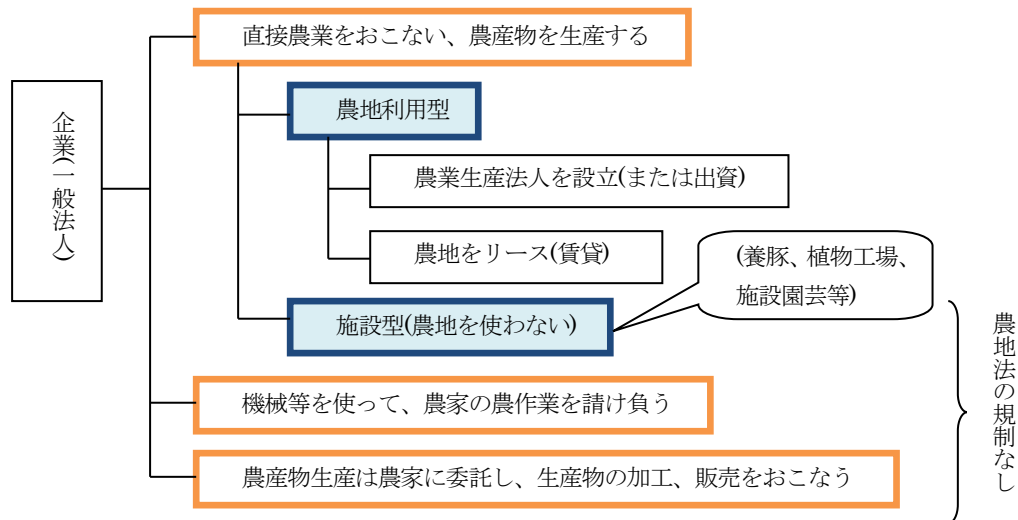 直接農業をおこない、農産物を生産する
企業(一般法人)
農地利用型
農業生産法人を設立(または出資)
農地をリース(賃貸)
(養豚、植物工場、
施設園芸等)
施設型(農地を使わない)
農地法の規制なし
機械等を使って、農家の農作業を請け負う
農産物生産は農家に委託し、生産物の加工、販売をおこなう